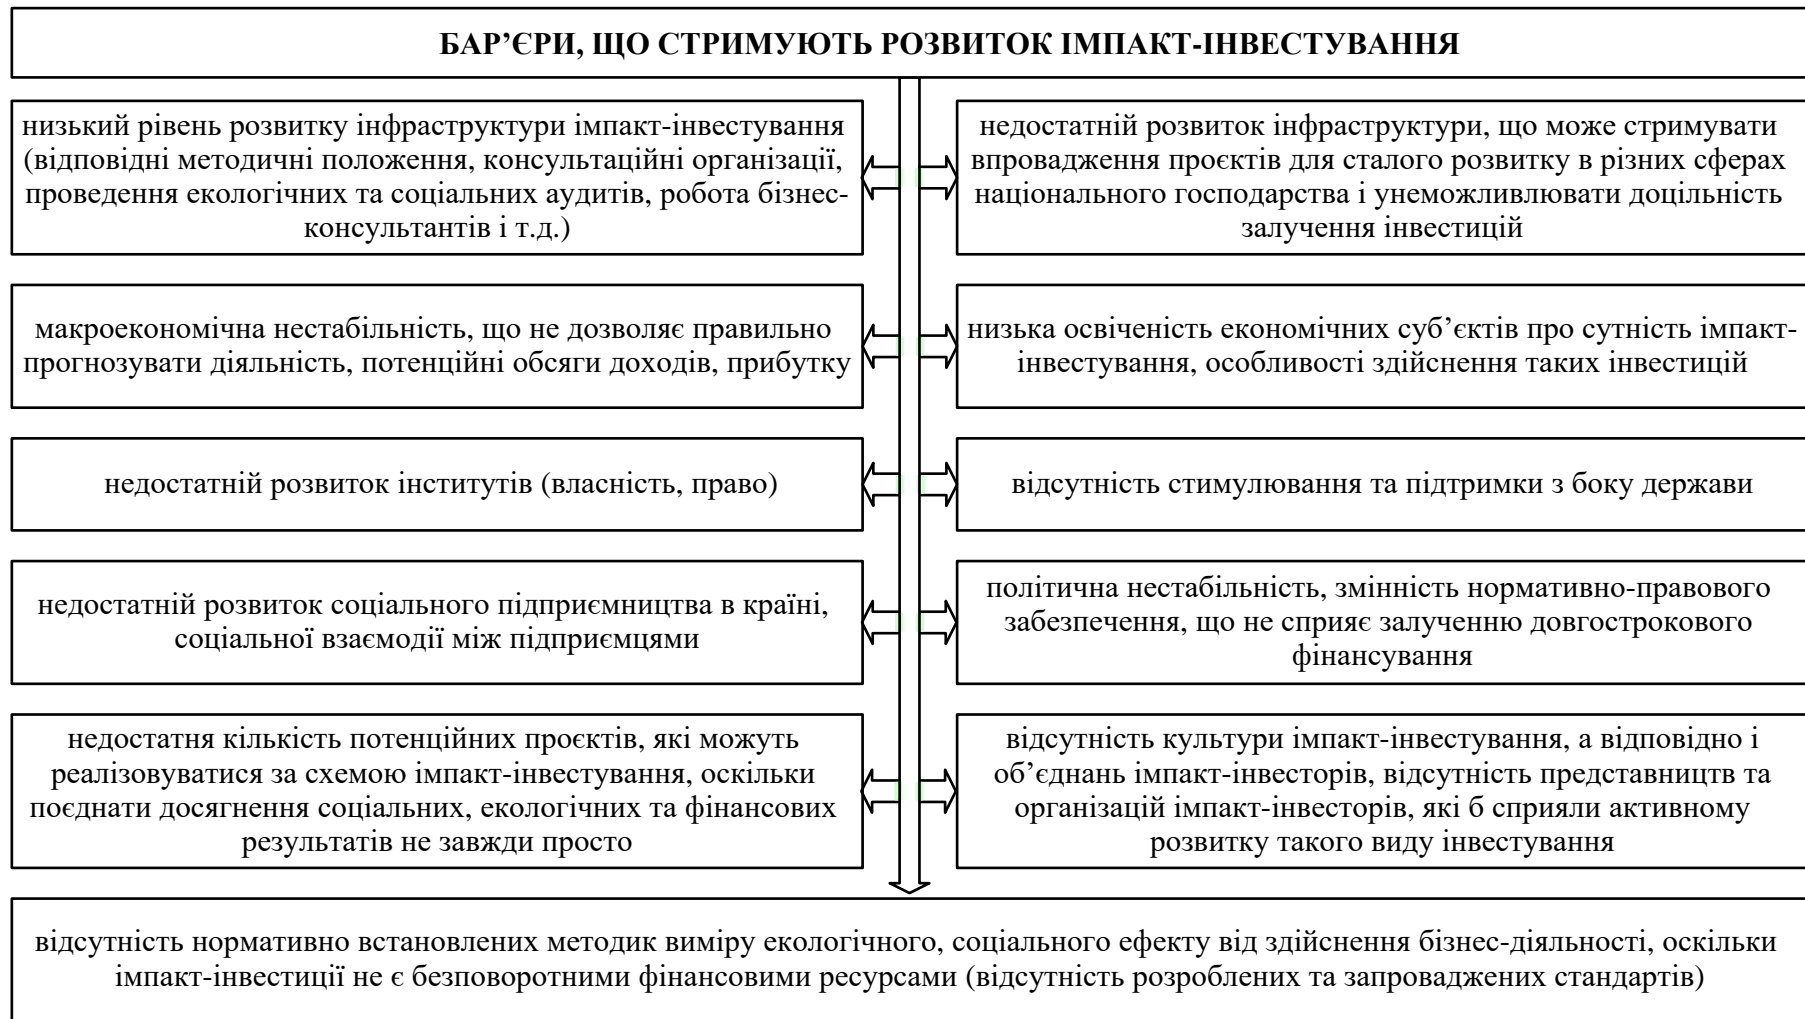 БАР’ЄРИ, ЩО СТРИМУЮТЬ РОЗВИТОК ІМПАКТ-ІНВЕСТУВАННЯ
низький рівень розвитку інфраструктури імпакт-інвестування
(відповідні методичні положення, консультаційні організації,
проведення екологічних та соціальних аудитів, робота бізнес-
консультантів і т.д.)
недостатній розвиток інфраструктури, що може стримувати
впровадження проєктів для сталого розвитку в різних сферах
національного господарства і унеможливлювати доцільність
залучення інвестицій
макроекономічна нестабільність, що не дозволяє правильно
прогнозувати діяльність, потенційні обсяги доходів, прибутку
низька освіченість економічних суб’єктів про сутність імпакт-
інвестування, особливості здійснення таких інвестицій
недостатній розвиток інститутів (власність, право)
відсутність стимулювання та підтримки з боку держави
недостатній розвиток соціального підприємництва в країні,
соціальної взаємодії між підприємцями
політична нестабільність, змінність нормативно-правового
забезпечення, що не сприяє залученню довгострокового
фінансування
недостатня кількість потенційних проєктів, які можуть
реалізовуватися за схемою імпакт-інвестування, оскільки
поєднати досягнення соціальних, екологічних та фінансових
результатів не завжди просто
відсутність культури імпакт-інвестування, а відповідно і
об’єднань імпакт-інвесторів, відсутність представництв та
організацій імпакт-інвесторів, які б сприяли активному
розвитку такого виду інвестування
відсутність нормативно встановлених методик виміру екологічного, соціального ефекту від здійснення бізнес-діяльності, оскільки
імпакт-інвестиції не є безповоротними фінансовими ресурсами (відсутність розроблених та запроваджених стандартів)